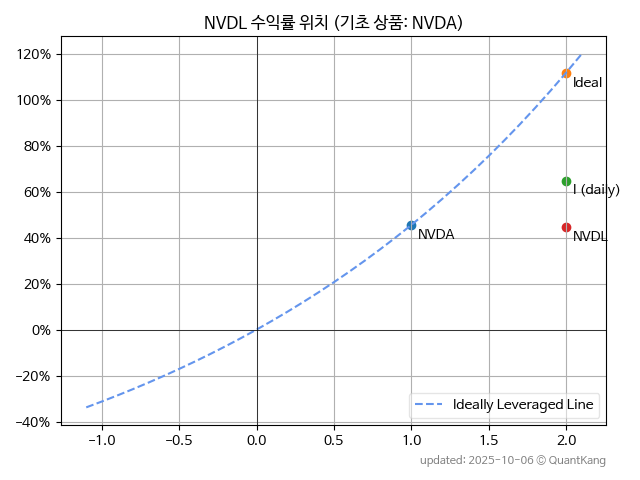 NVDL 수익률 위치 (기초 상품: NVDA)
120%
100%
80%
60%
40%
20%
0%
−20%
−40%
Ideal
I (daily)
NVDL
NVDA
Ideally Leveraged Line
−1.0 −0.5 0.0 0.5 1.0 1.5 2.0
updated: 2025-10-06 © QuantKang